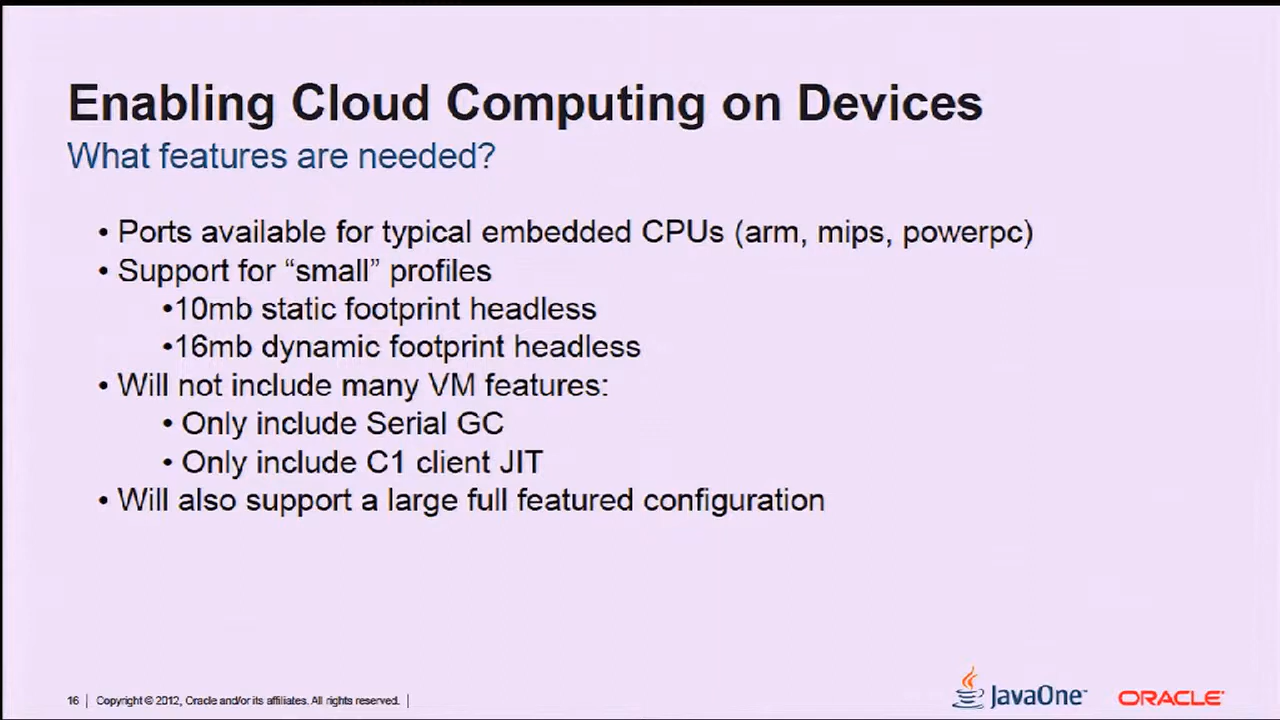 Enabling Cloud Computing on Devices
What features are needed?
• Ports available for typical embedded CPUs (arm, mips, powerpc)
• Support for “small” profiles
•10mb static footprint headless
•16mb dynamic footprint headless
• Will not include many VM features:
• Only include Serial GC
• Only include C1 client JIT
• Will also support a large full featured configuration
16 | Copyright © 2012, Oracle and/or its affiliates. All rights reserved. |
JavaOne™
ORACLE®